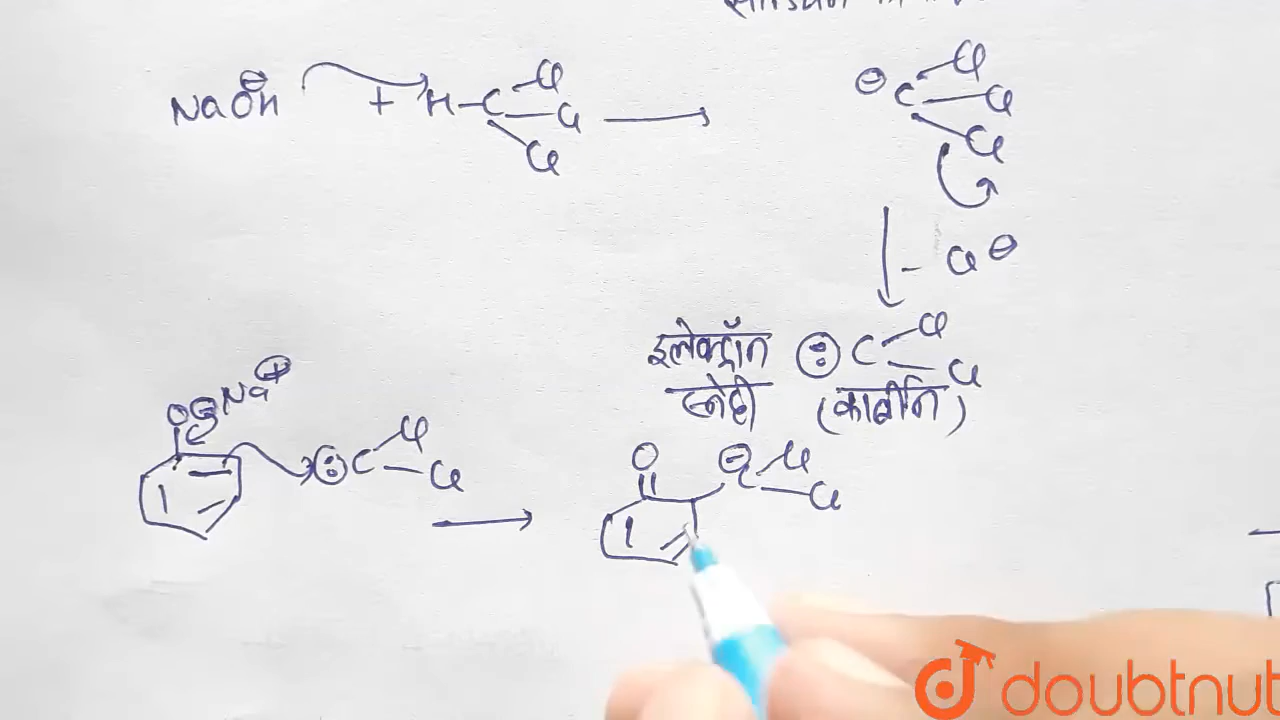 NaOH + H-C Cl Cl Cl
⊖ C Cl Cl Cl
- Cl ⊖
इलेक्ट्रॉन
स्नेही
: C Cl Cl
(कार्बीन)
O ⊖ Na ⊕
: C Cl Cl
O ⊖ C Cl Cl
doubtnut